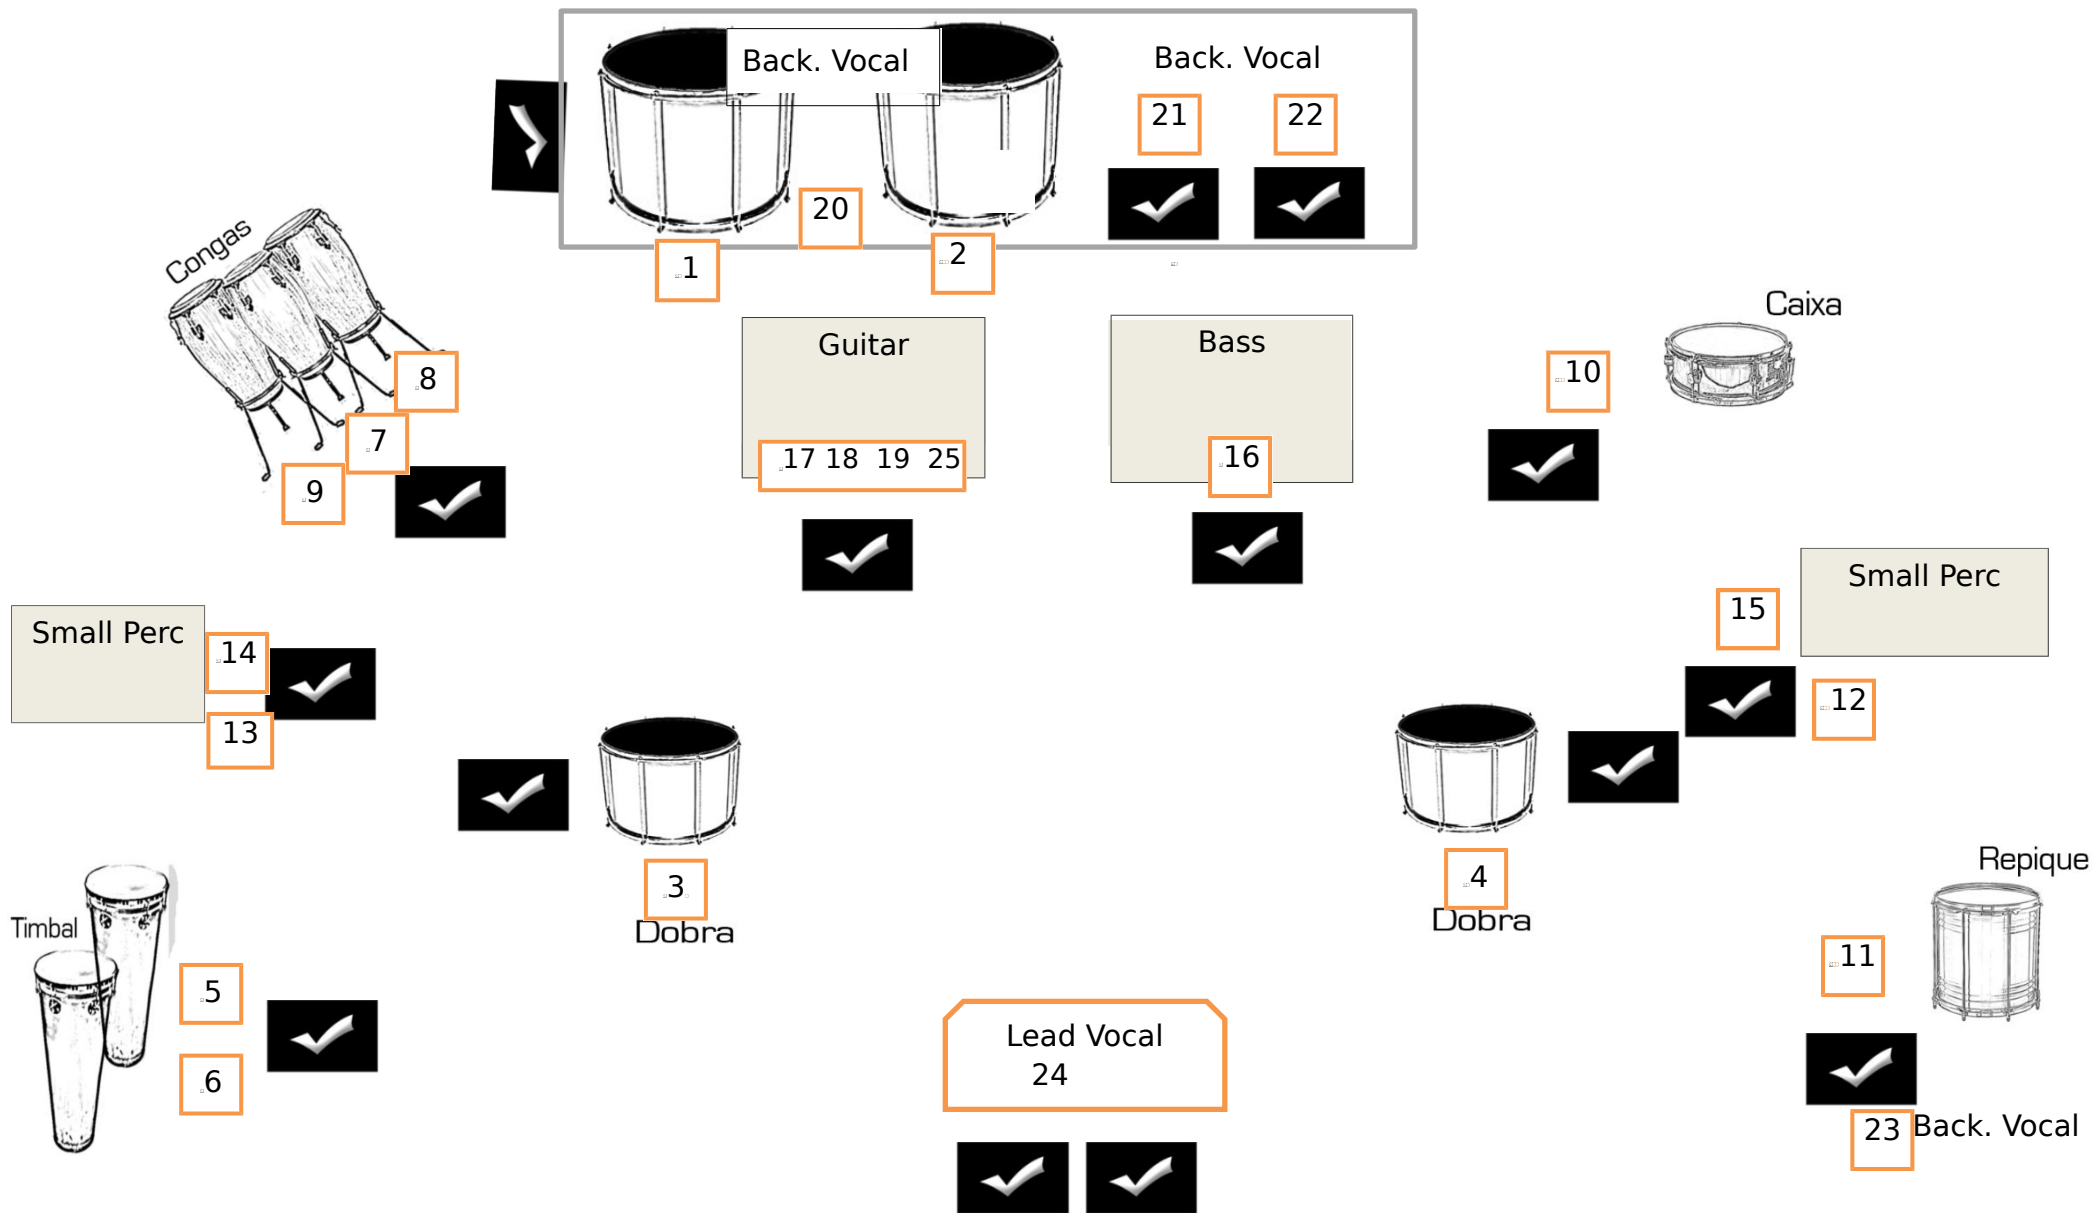 Back. Vocal
Back. Vocal
21
22
20
1
2
Congas
Guitar
Bass
Caixa
8
10
7
17 18 19 25
16
9
Small Perc
15
Small Perc
14
12
13
3
4
Dobra
Dobra
Repique
Timbal
11
5
Lead Vocal
24
6
23 Back. Vocal